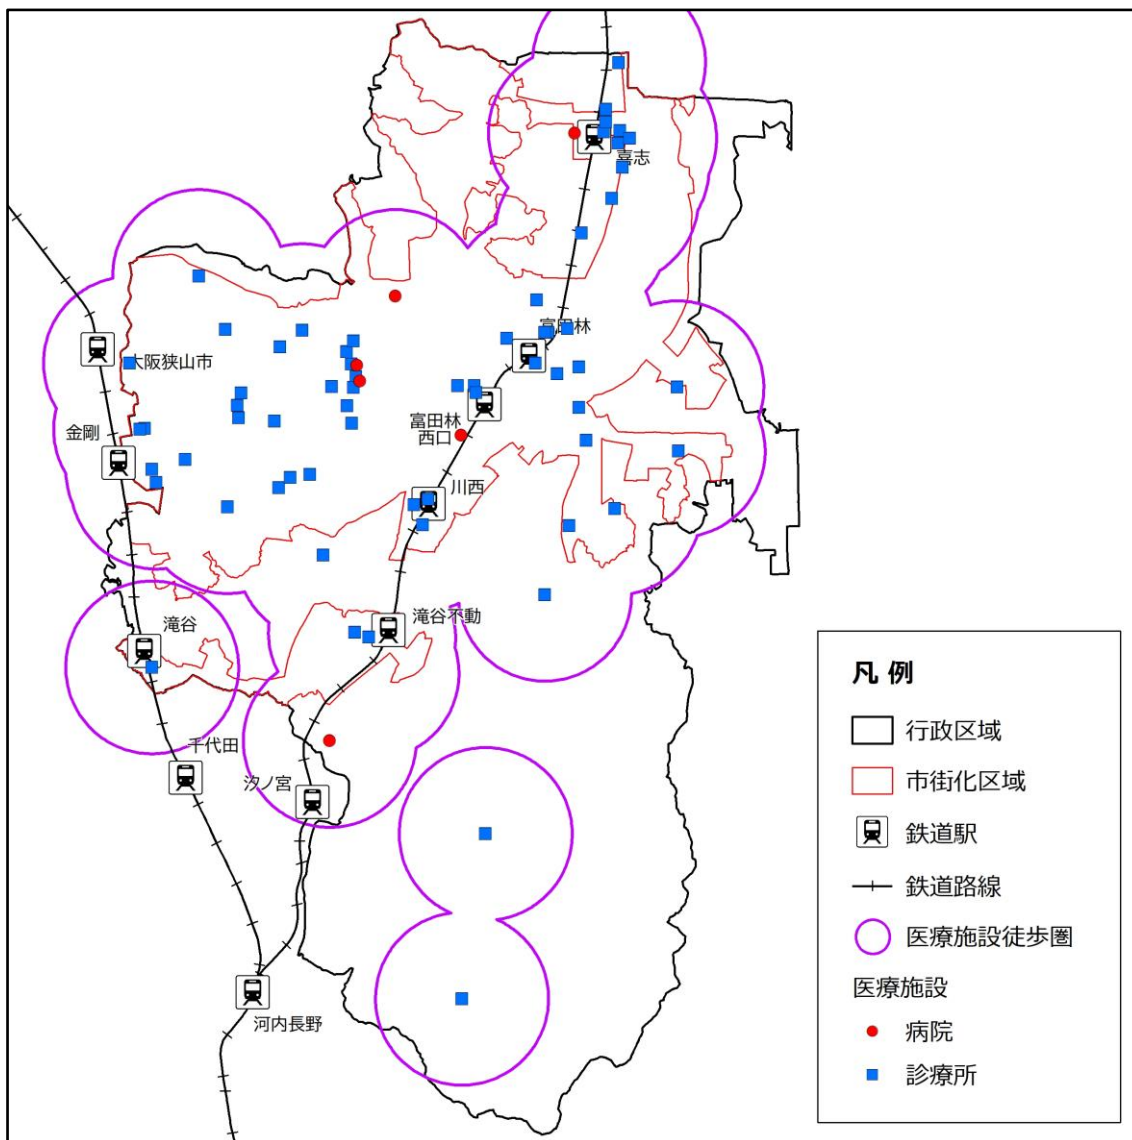 喜志
富田林
大阪狭山市
富田林
西口
金剛
川西
滝谷
滝谷不動
千代田
汐ノ宮
河内長野
凡 例
行政区域
市街化区域
鉄道駅
鉄道路線
医療施設徒歩圏
医療施設
病院
診療所